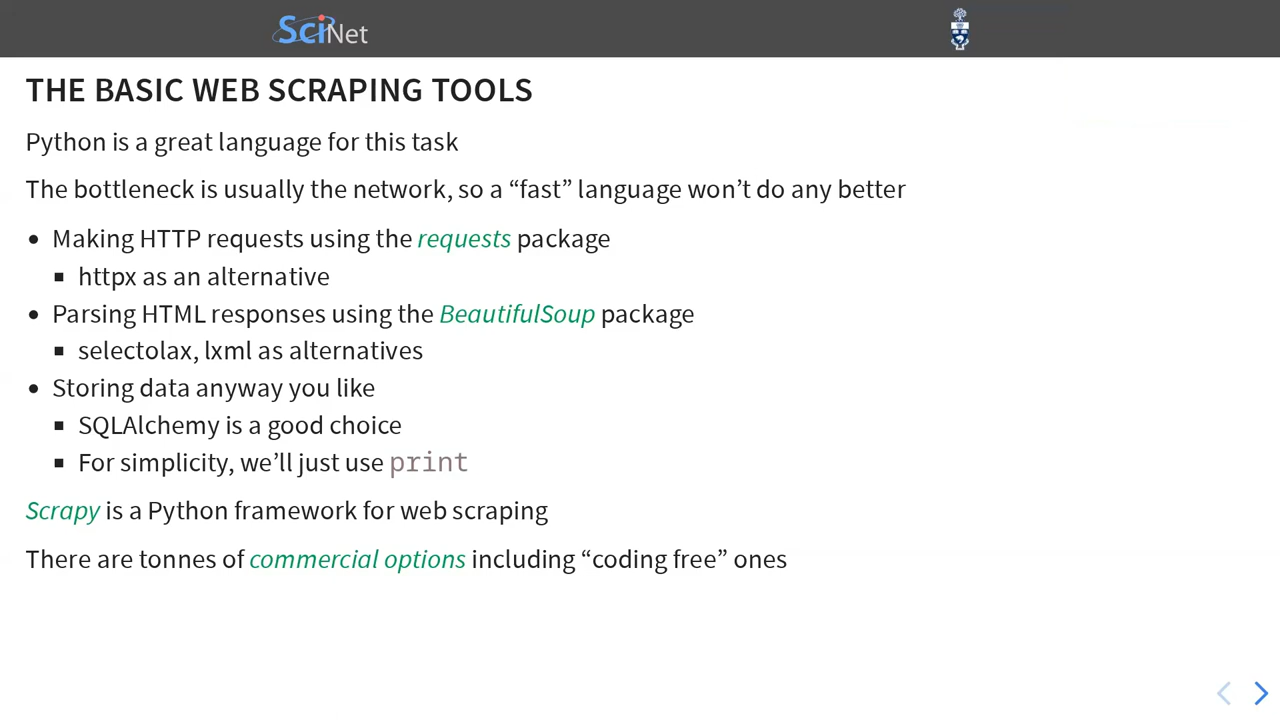 SciNet
THE BASIC WEB SCRAPING TOOLS
Python is a great language for this task
The bottleneck is usually the network, so a “fast” language won’t do any better
• Making HTTP requests using the requests package
▪ httpx as an alternative
• Parsing HTML responses using the BeautifulSoup package
▪ selectolax, lxml as alternatives
• Storing data anyway you like
▪ SQLAlchemy is a good choice
▪ For simplicity, we’ll just use print
Scrapy is a Python framework for web scraping
There are tonnes of commercial options including “coding free” ones